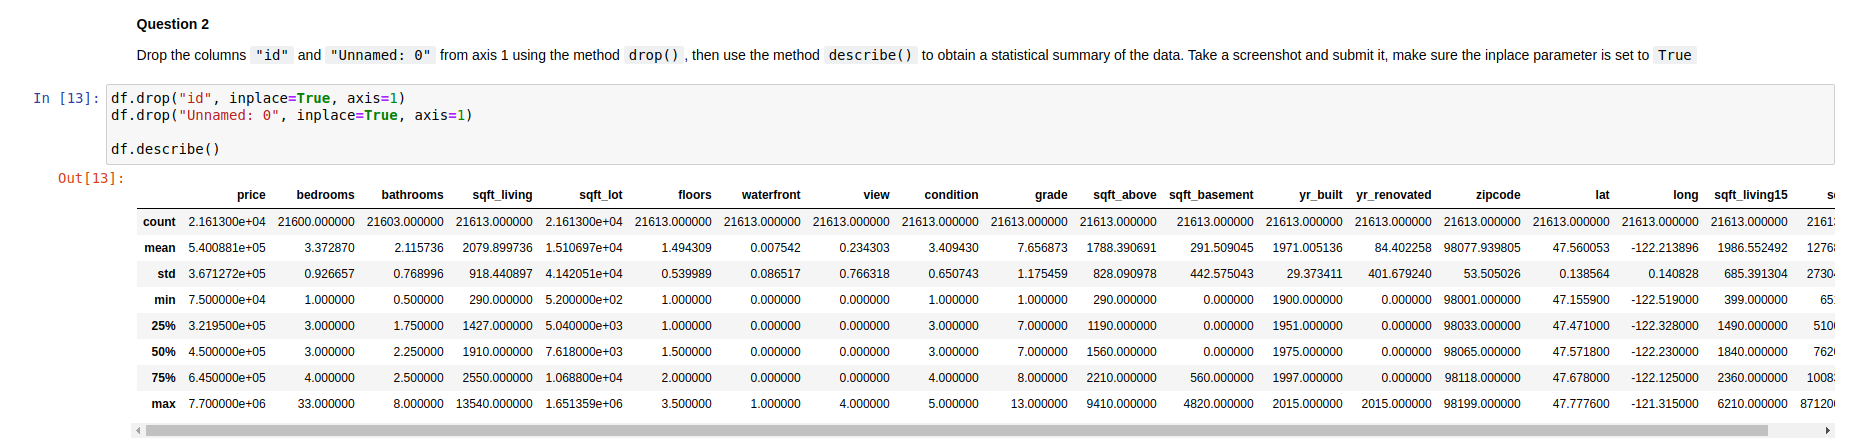 Question 2
Drop the columns "id" and "Unnamed: 0" from axis 1 using the method drop() , then use the method describe() to obtain a statistical summary of the data. Take a screenshot and submit it, make sure the inplace parameter is set to True
In [13]: df.drop("id", inplace=True, axis=1)
df.drop("Unnamed: 0", inplace=True, axis=1)
df.describe()
Out[13]:
price bedrooms bathrooms sqft_living sqft_lot floors waterfront view condition grade sqft_above sqft_basement yr_built yr_renovated zipcode lat long sqft_living15
count 2.161300e+04 21600.000000 21603.000000 21613.000000 2.161300e+04 21613.000000 21613.000000 21613.000000 21613.000000 21613.000000 21613.000000 21613.000000 21613.000000 21613.000000 21613.000000 21613.000000 21613.000000 21613.000000 21613
mean 5.400881e+05 3.372870 2.115736 2079.899736 1.510697e+04 1.494309 0.007542 0.234303 3.409430 7.656873 1788.390691 291.509045 1971.005136 84.402258 98077.939805 47.560053 -122.213896 1986.552492 12768
std 3.671272e+05 0.926657 0.768996 918.440897 4.142051e+04 0.539989 0.086517 0.766318 0.650743 1.175459 828.090978 442.575043 29.373411 401.679240 53.505026 0.138564 0.140828 685.391304 27304
min 7.500000e+04 1.000000 0.500000 290.000000 5.200000e+02 1.000000 0.000000 0.000000 1.000000 1.000000 290.000000 0.000000 1900.000000 0.000000 98001.000000 47.155900 -122.519000 399.000000 651
25% 3.219500e+05 3.000000 1.750000 1427.000000 5.040000e+03 1.000000 0.000000 0.000000 3.000000 7.000000 1190.000000 0.000000 1951.000000 0.000000 98033.000000 47.471000 -122.328000 1490.000000 5100
50% 4.500000e+05 3.000000 2.250000 1910.000000 7.618000e+03 1.500000 0.000000 0.000000 3.000000 7.000000 1560.000000 0.000000 1975.000000 0.000000 98065.000000 47.571800 -122.230000 1840.000000 7620
75% 6.450000e+05 4.000000 2.500000 2550.000000 1.068800e+04 2.000000 0.000000 0.000000 4.000000 8.000000 2210.000000 560.000000 1997.000000 0.000000 98118.000000 47.678000 -122.125000 2360.000000 10083
max 7.700000e+06 33.000000 8.000000 13540.000000 1.651359e+06 3.500000 1.000000 4.000000 5.000000 13.000000 9410.000000 4820.000000 2015.000000 2015.000000 98199.000000 47.777600 -121.315000 6210.000000 871200